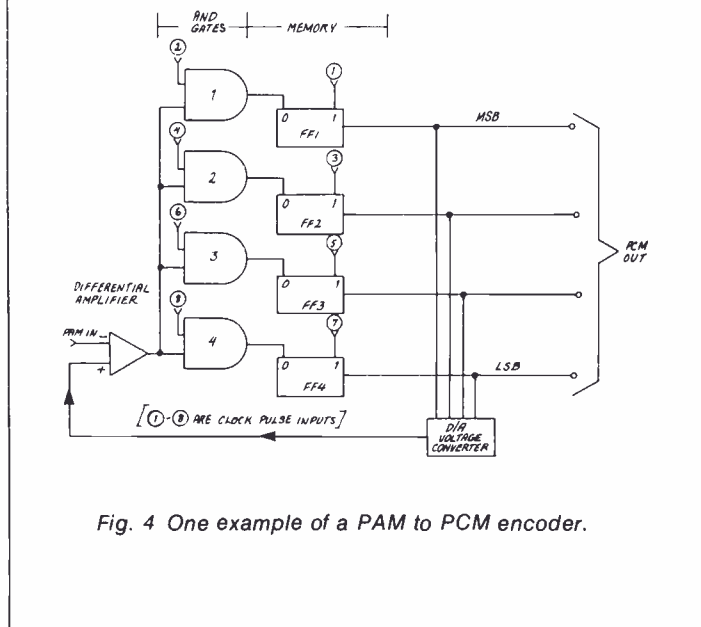 AND
GATES
MEMORY
2
1
1
0 1
FF1
MSB
4
3
2
0 1
FF2
6
5
3
0 1
FF3
PCM
OUT
DIFFERENTIAL
AMPLIFIER
8
7
PAM IN -
+
4
0 1
FF4
LSB
[①-⑧ ARE CLOCK PULSE INPUTS]
D/A
VOLTAGE
CONVERTER
Fig. 4 One example of a PAM to PCM encoder.